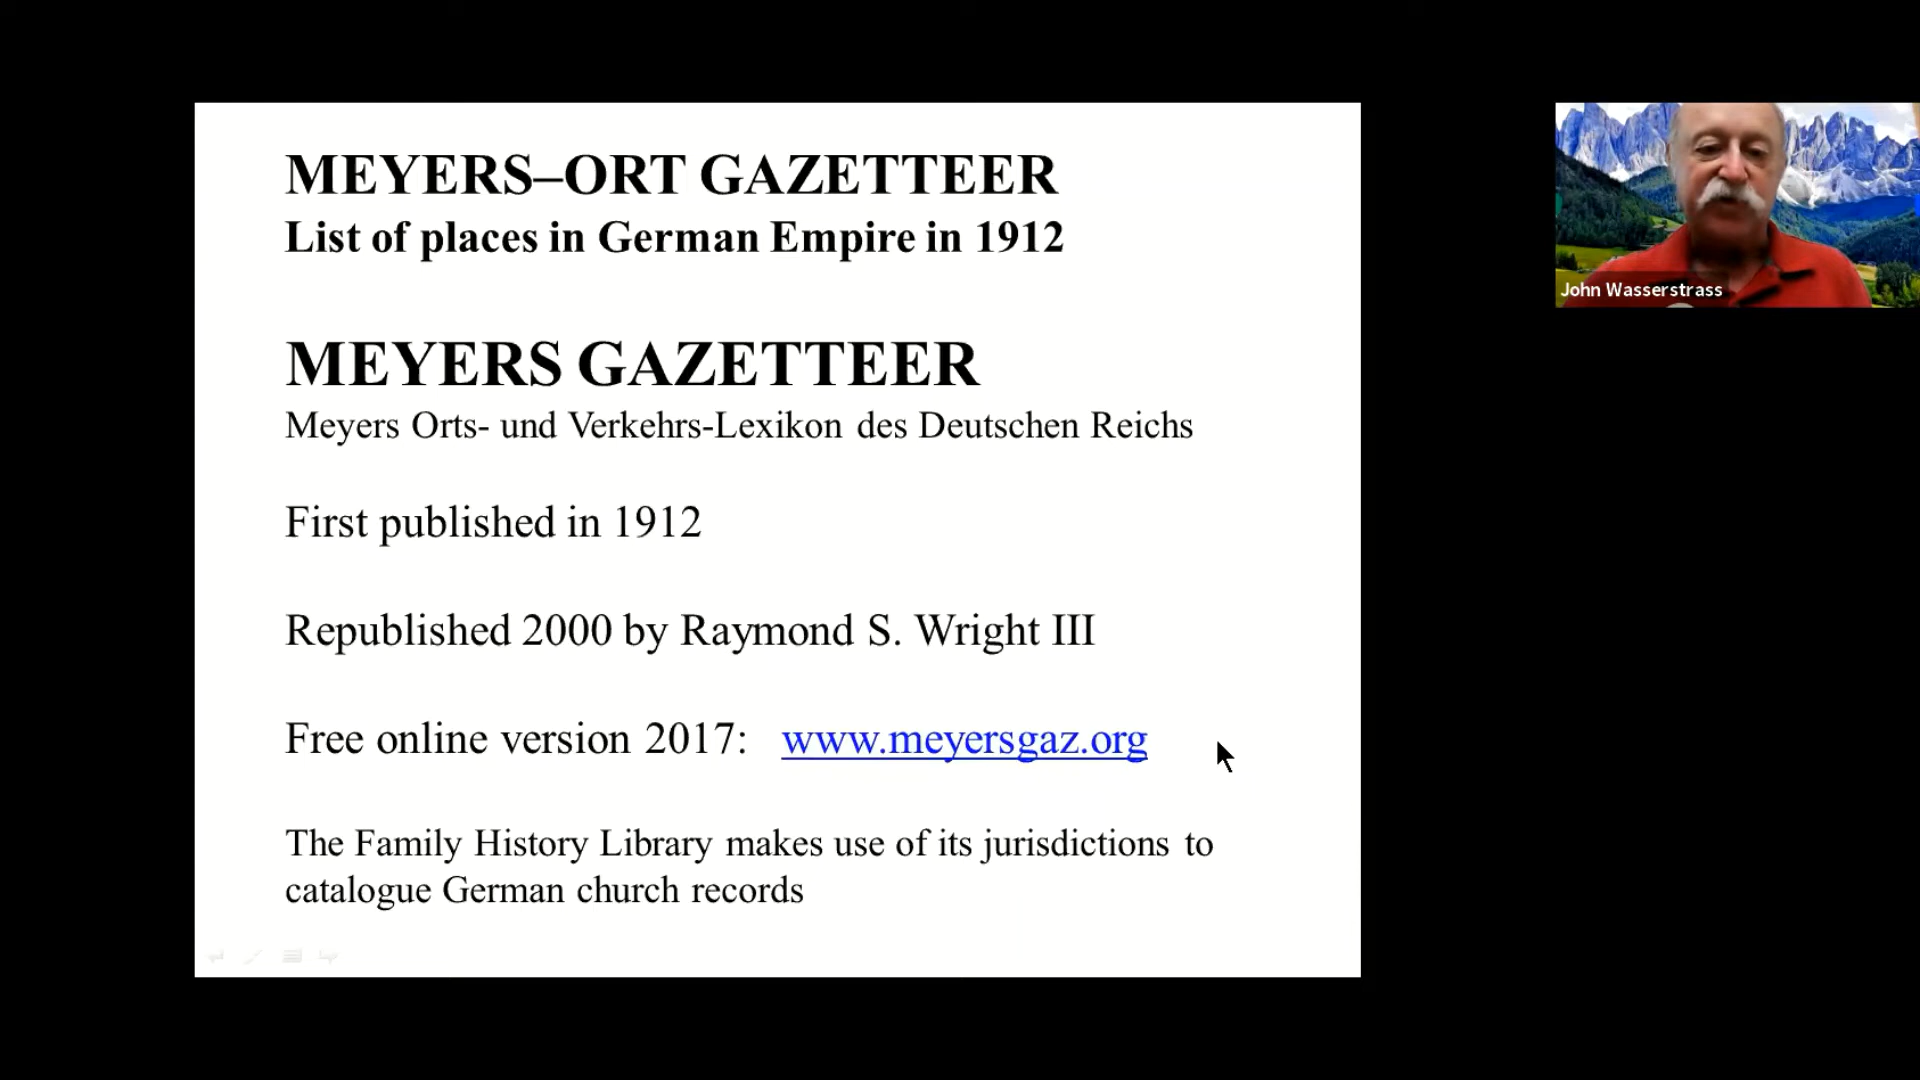 MEYERS–ORT GAZETTEER
List of places in German Empire in 1912
MEYERS GAZETTEER
Meyers Orts- und Verkehrs-Lexikon des Deutschen Reichs
First published in 1912
Republished 2000 by Raymond S. Wright III
Free online version 2017: www.meyersgaz.org
The Family History Library makes use of its jurisdictions to
catalogue German church records
John Wasserstrass